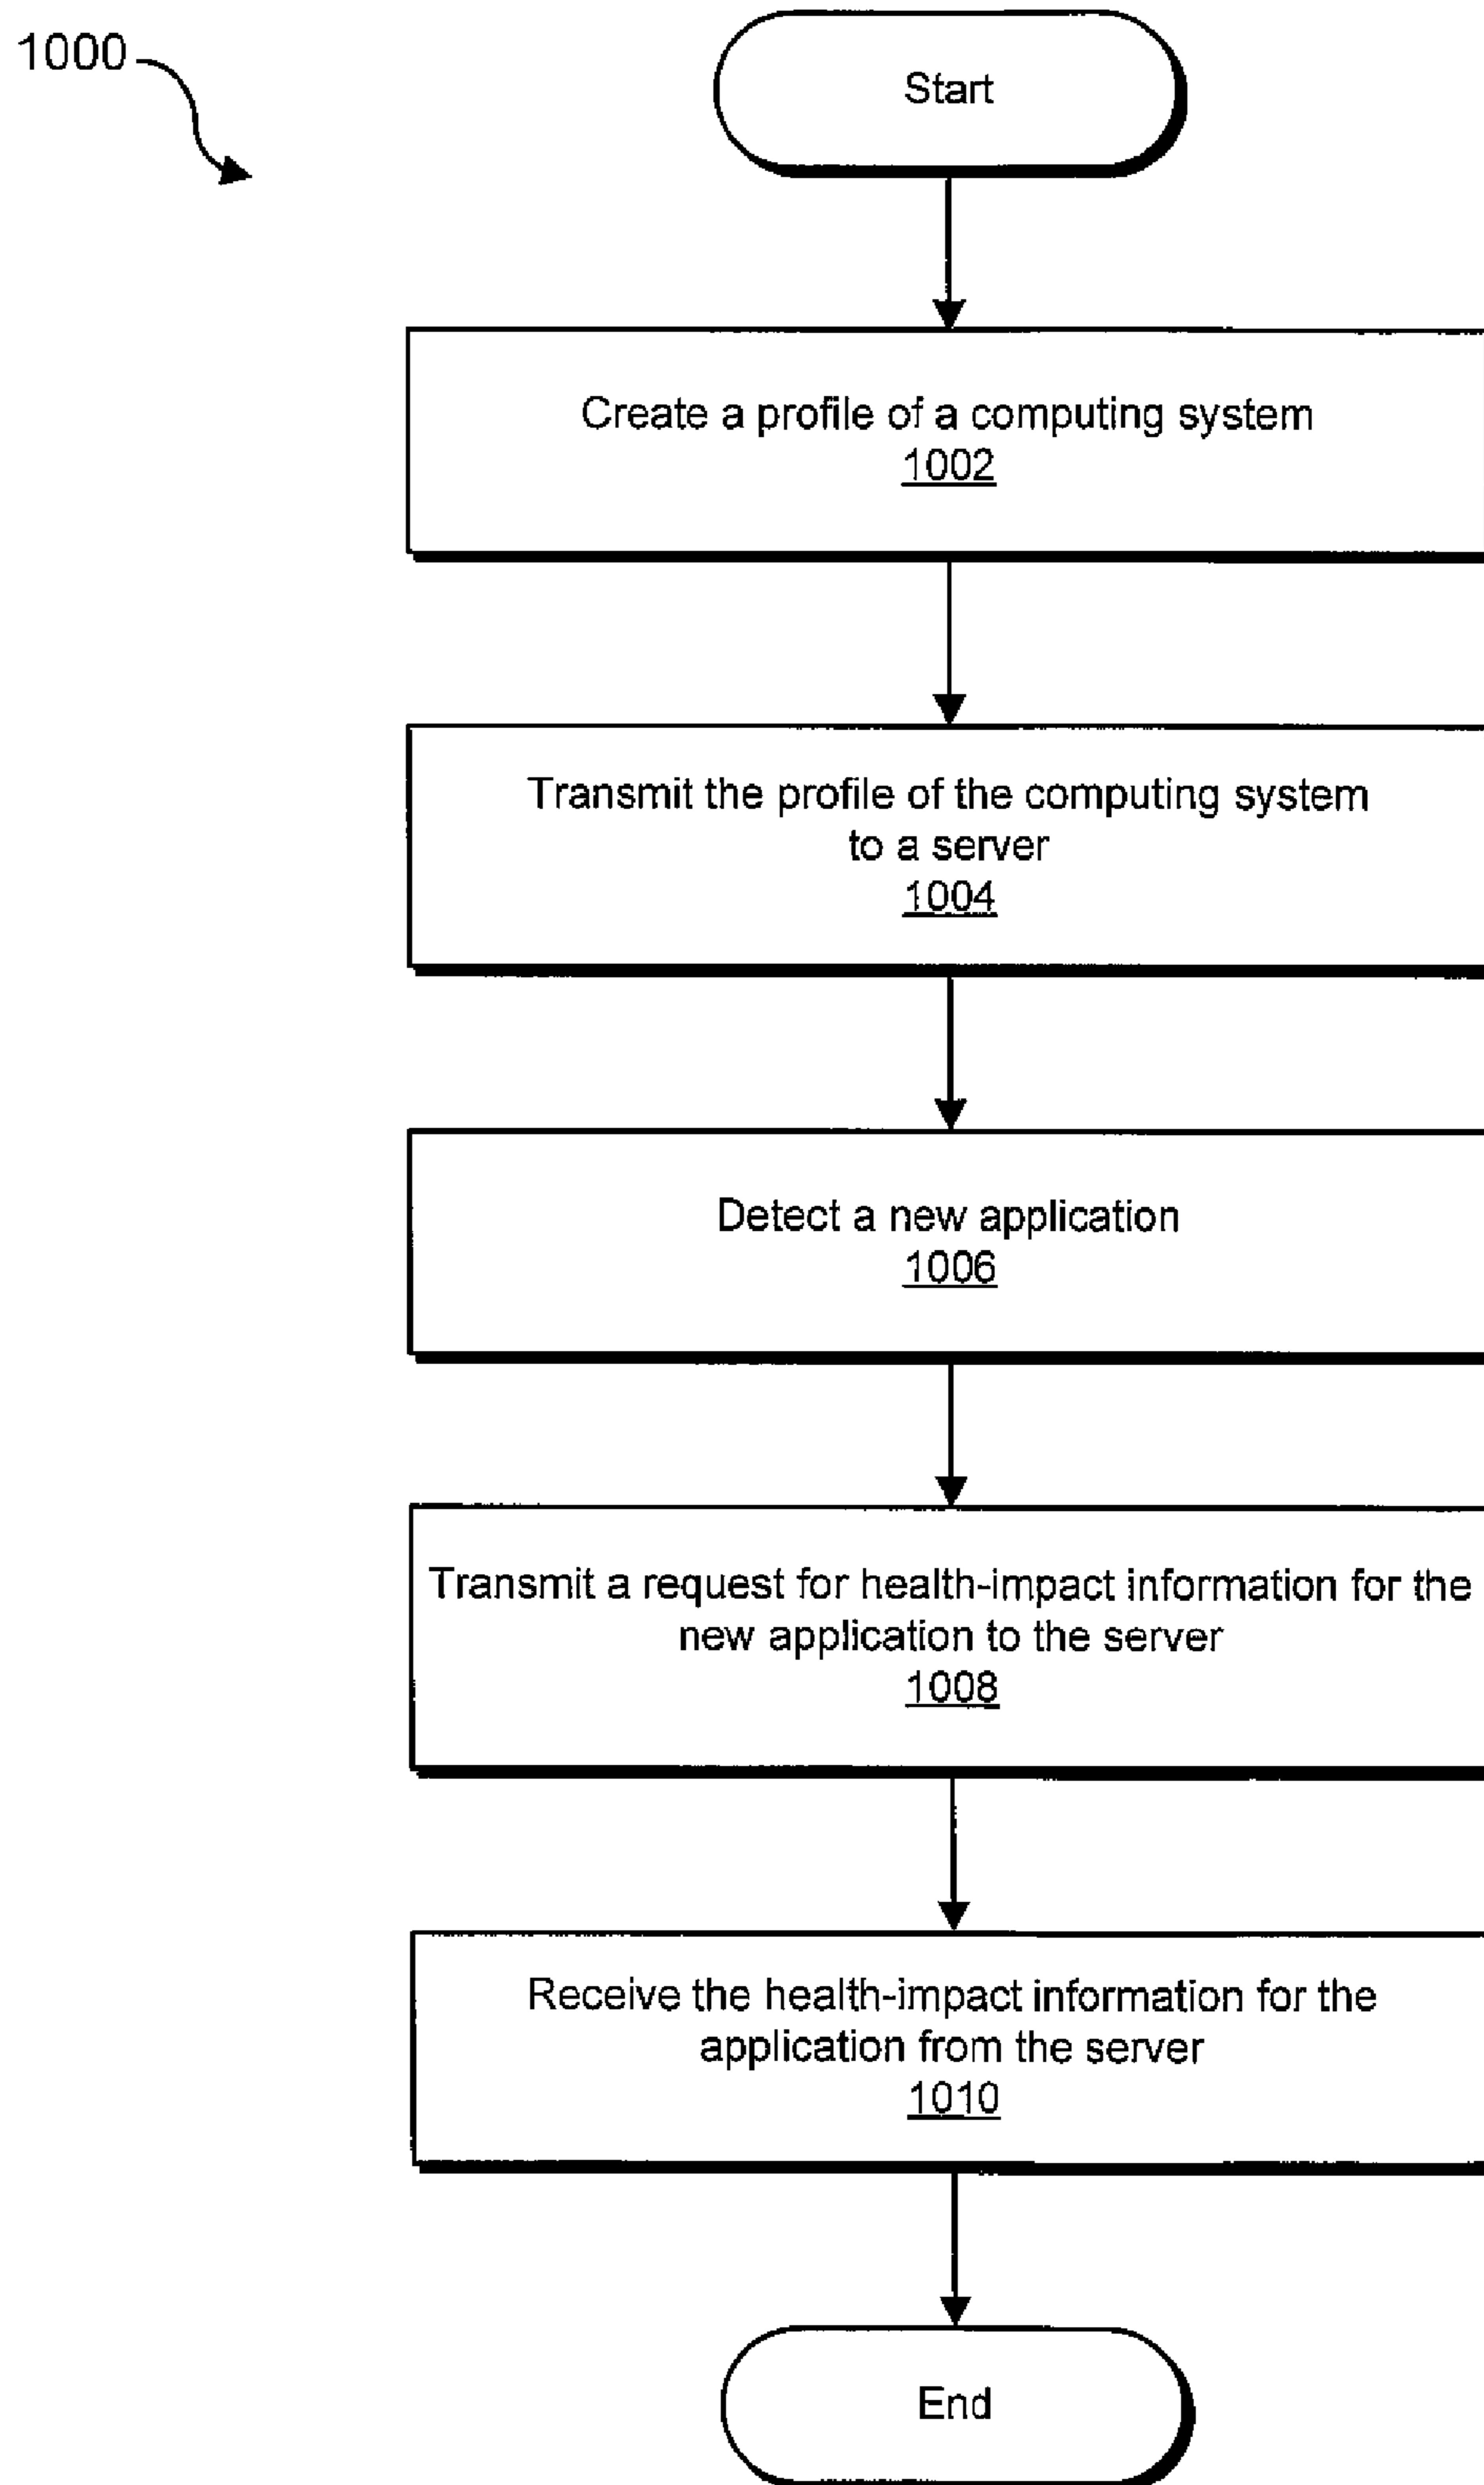 1000
Start
Create a profile of a computing system
1002
Transmit the profile of the computing system
to a server
1004
Detect a new application
1006
Transmit a request for health-impact information for the
new application to the server
1008
Receive the health-impact information for the
application from the server
1010
End